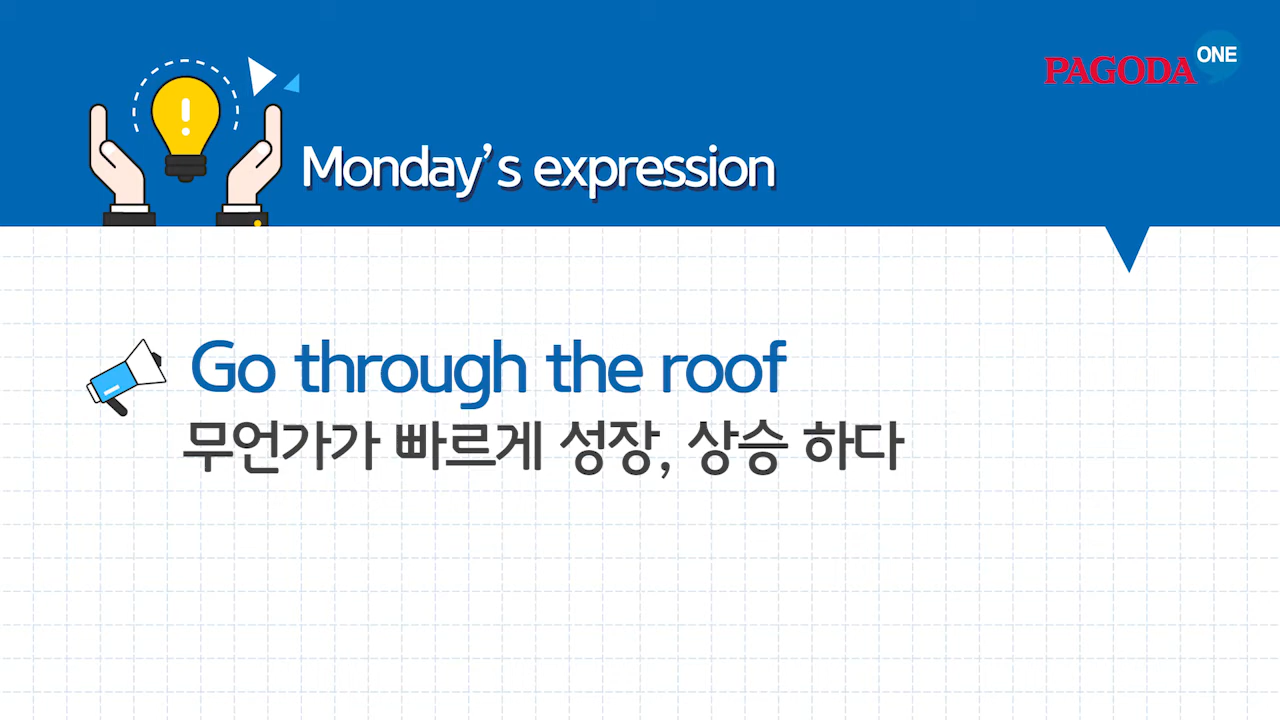 PAGODA ONE
Monday's expression
Go through the roof
무언가가 빠르게 성장, 상승 하다